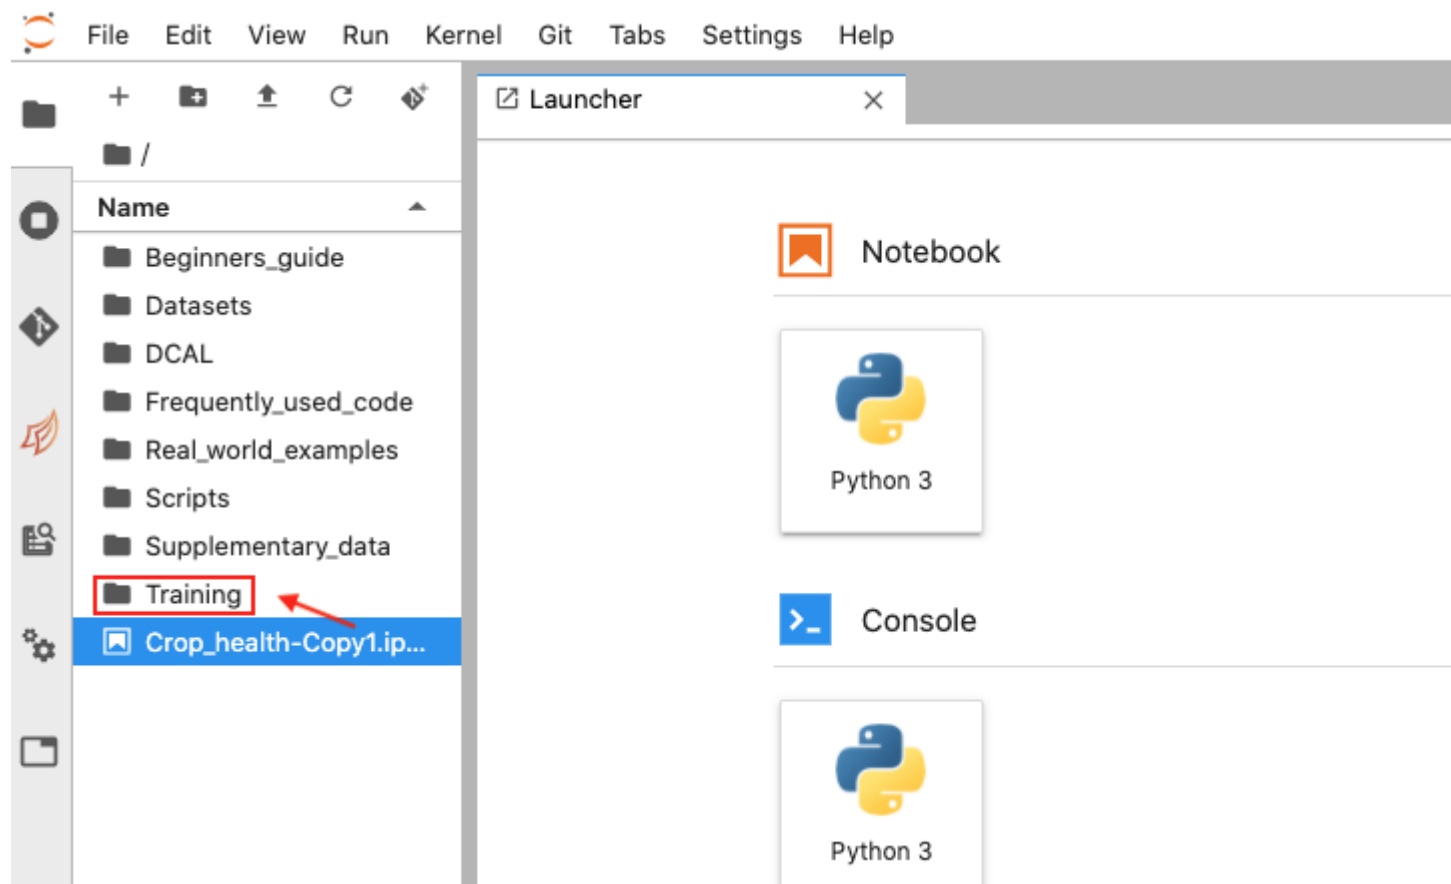 File Edit View Run Kernel Git Tabs Settings Help
Launcher
/
Name
Beginners_guide
Datasets
DCAL
Frequently_used_code
Real_world_examples
Scripts
Supplementary_data
Training
Crop_health-Copy1.ip...
Notebook
Python 3
Console
Python 3